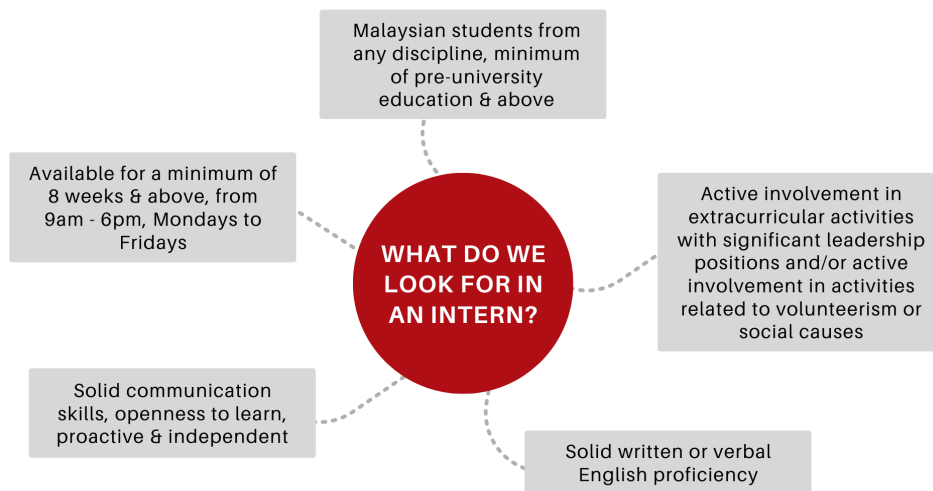 Malaysian students from
any discipline, minimum
of pre-university
education & above
Available for a minimum of
8 weeks & above, from
9am - 6pm, Mondays to
Fridays
WHAT DO WE
LOOK FOR IN
AN INTERN?
Active involvement in
extracurricular activities
with significant leadership
positions and/or active
involvement in activities
related to volunteerism or
social causes
Solid communication
skills, openness to learn,
proactive & independent
Solid written or verbal
English proficiency